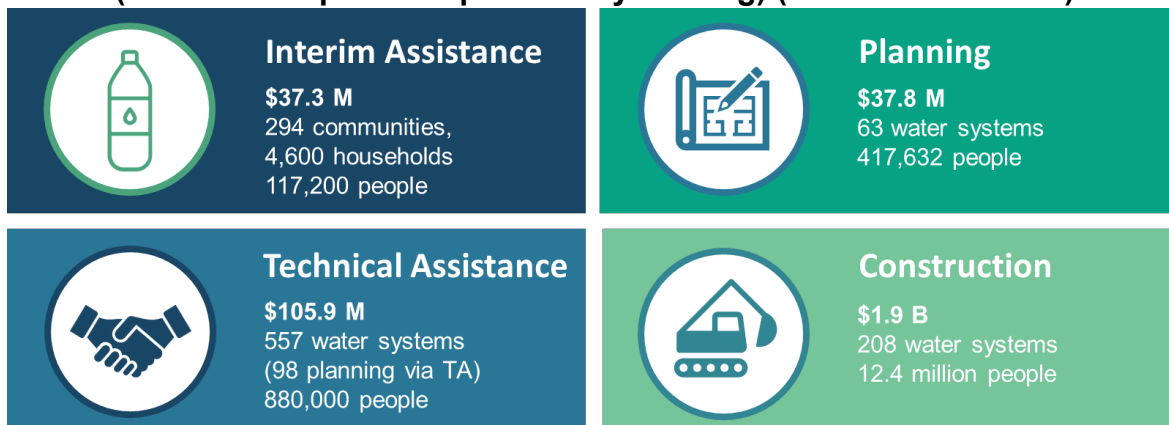 Interim Assistance
$37.3 M
294 communities,
4,600 households
117,200 people
Planning
$37.8 M
63 water systems
417,632 people
Technical Assistance
$105.9 M
557 water systems
(98 planning via TA)
880,000 people
Construction
$1.9 B
208 water systems
12.4 million people